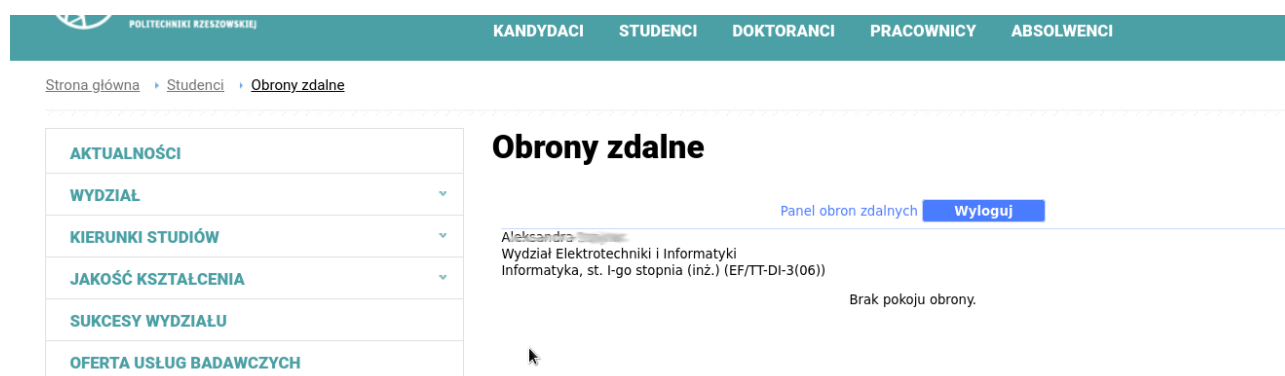 POLITECHNIKI RZESZOWSKIEJ
KANDYDACI STUDENCI DOKTORANCI PRACOWNICY ABSOLWENCI
Strona główna Studenci Obrony zdalne
AKTUALNOŚCI
WYDZIAŁ
KIERUNKI STUDIÓW
JAKOŚĆ KSZTAŁCENIA
SUKCESY WYDZIAŁU
OFERTA USŁUG BADAWCZYCH
Obrony zdalne
Panel obron zdalnych Wyloguj
Aleksandra
Wydział Elektrotechniki i Informatyki
Informatyka, st. I-go stopnia (inż.) (EF/TT-DI-3(06))
Brak pokoju obrony.